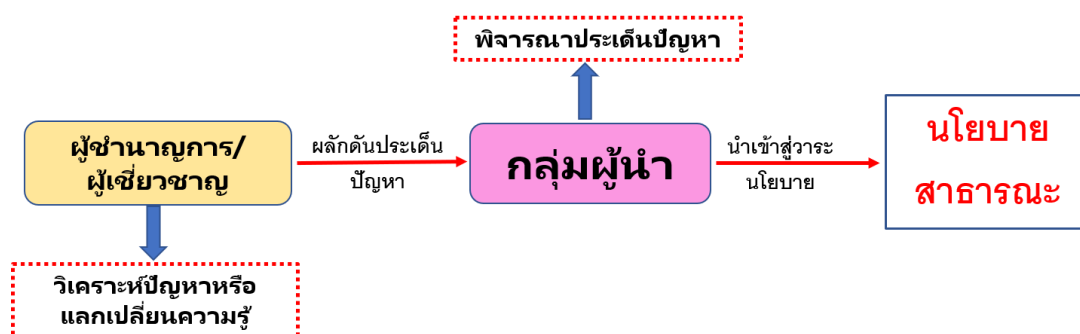 พิจารณาประเด็นปัญหา
ผู้ชำนาญการ/
ผู้เชี่ยวชาญ
ผลักดันประเด็น
ปัญหา
กลุ่มผู้นำ
นำเข้าสู่วาระ
นโยบาย
นโยบาย
สาธารณะ
วิเคราะห์ปัญหาหรือ
แลกเปลี่ยนความรู้